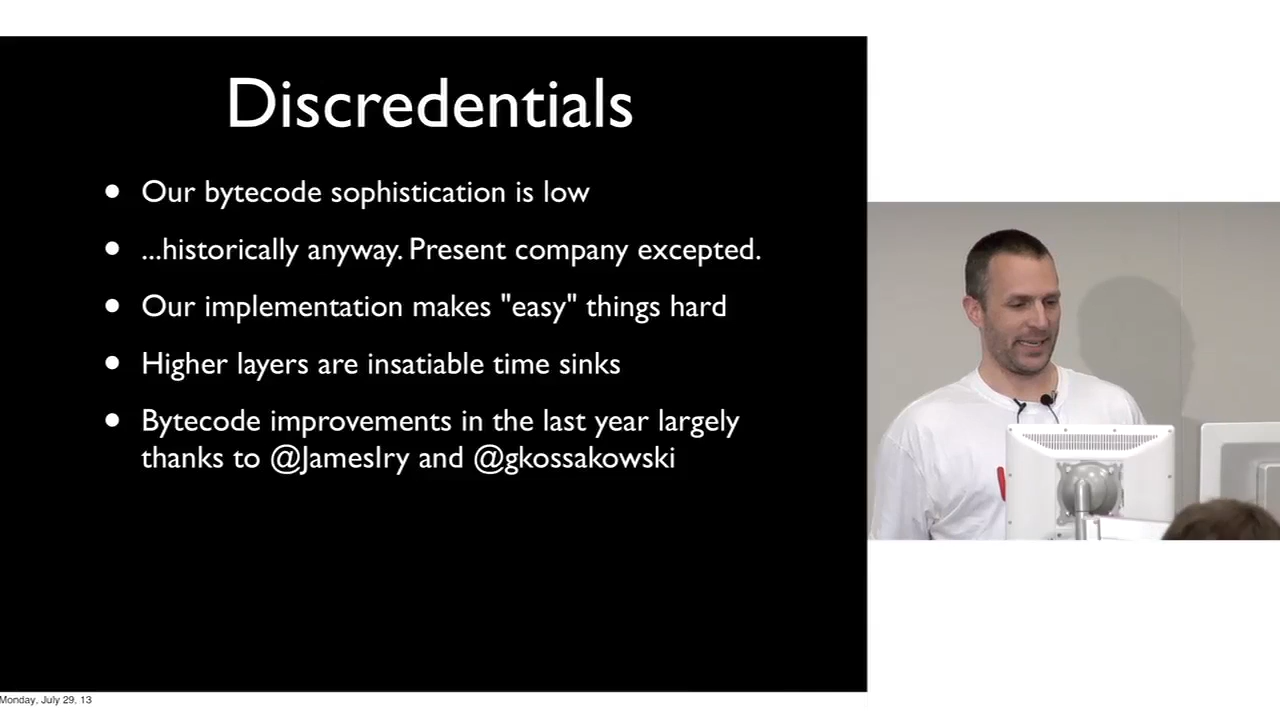 Discredentials
• Our bytecode sophistication is low
• ...historically anyway. Present company excepted.
• Our implementation makes "easy" things hard
• Higher layers are insatiable time sinks
• Bytecode improvements in the last year largely
thanks to @JamesIry and @gkossakowski
Monday, July 29, 13